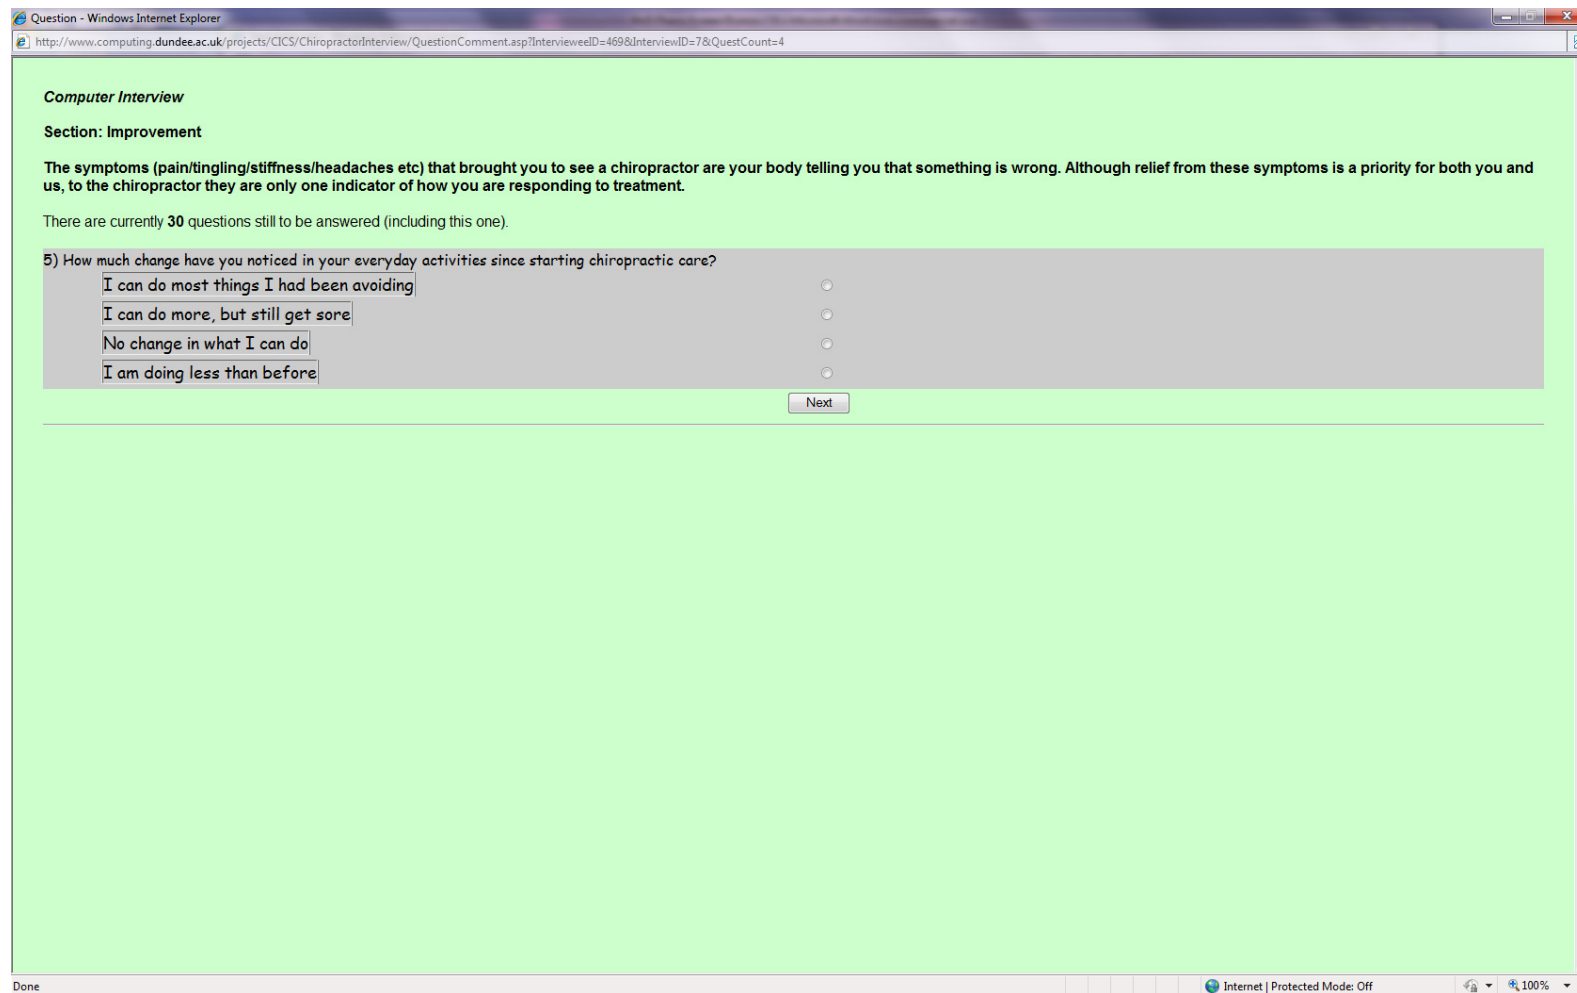 Question - Windows Internet Explorer
http://www.computing.dundee.ac.uk/projects/CICS/ChiropractorInterview/QuestionComment.asp?IntervieweeID=469&InterviewID=7&QuestCount=4
Computer Interview
Section: Improvement
The symptoms (pain/tingling/stiffness/headaches etc) that brought you to see a chiropractor are your body telling you that something is wrong. Although relief from these symptoms is a priority for both you and
us, to the chiropractor they are only one indicator of how you are responding to treatment.
There are currently 30 questions still to be answered (including this one).
5) How much change have you noticed in your everyday activities since starting chiropractic care?
I can do most things I had been avoiding
I can do more, but still get sore
No change in what I can do
I am doing less than before
Next
Done
Internet | Protected Mode: Off
100%